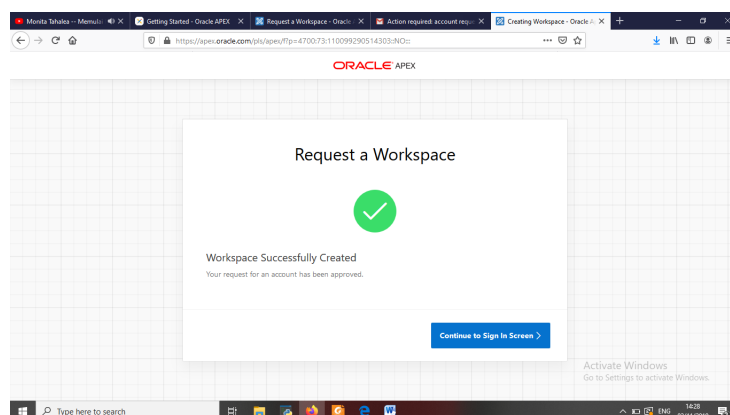 Monita Tahalea -- Memulai
Getting Started - Oracle APEX
Request a Workspace - Oracle
Action required: account reque
Creating Workspace - Oracle A
https://apex.oracle.com/pls/apex/f?p=4700:73:110099290514303::NO:::
ORACLE APEX
Request a Workspace
Workspace Successfully Created
Your request for an account has been approved.
Continue to Sign In Screen >
Activate Windows
Go to Settings to activate Windows.
Type here to search
ENG
14:28